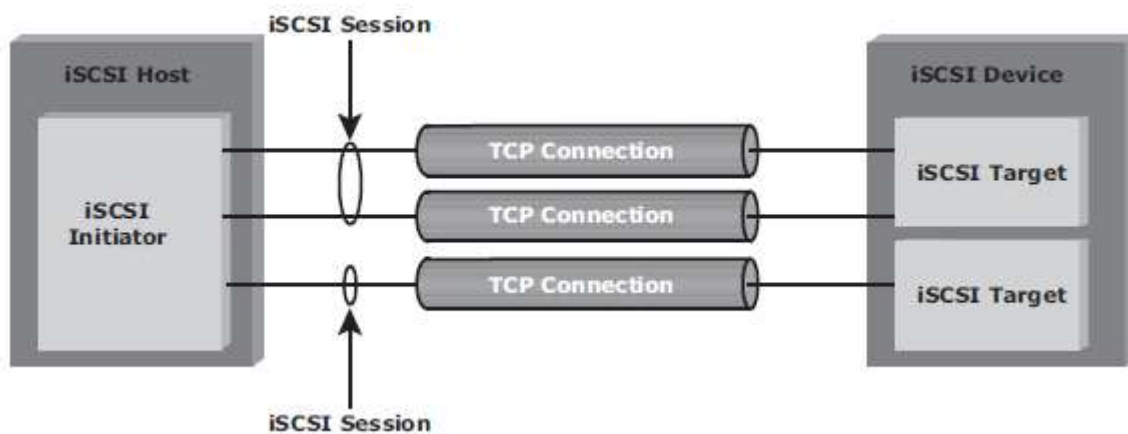 iSCSI Session
iSCSI Host
iSCSI Device
TCP Connection
iSCSI Target
iSCSI
Initiator
TCP Connection
TCP Connection
iSCSI Target
iSCSI Session